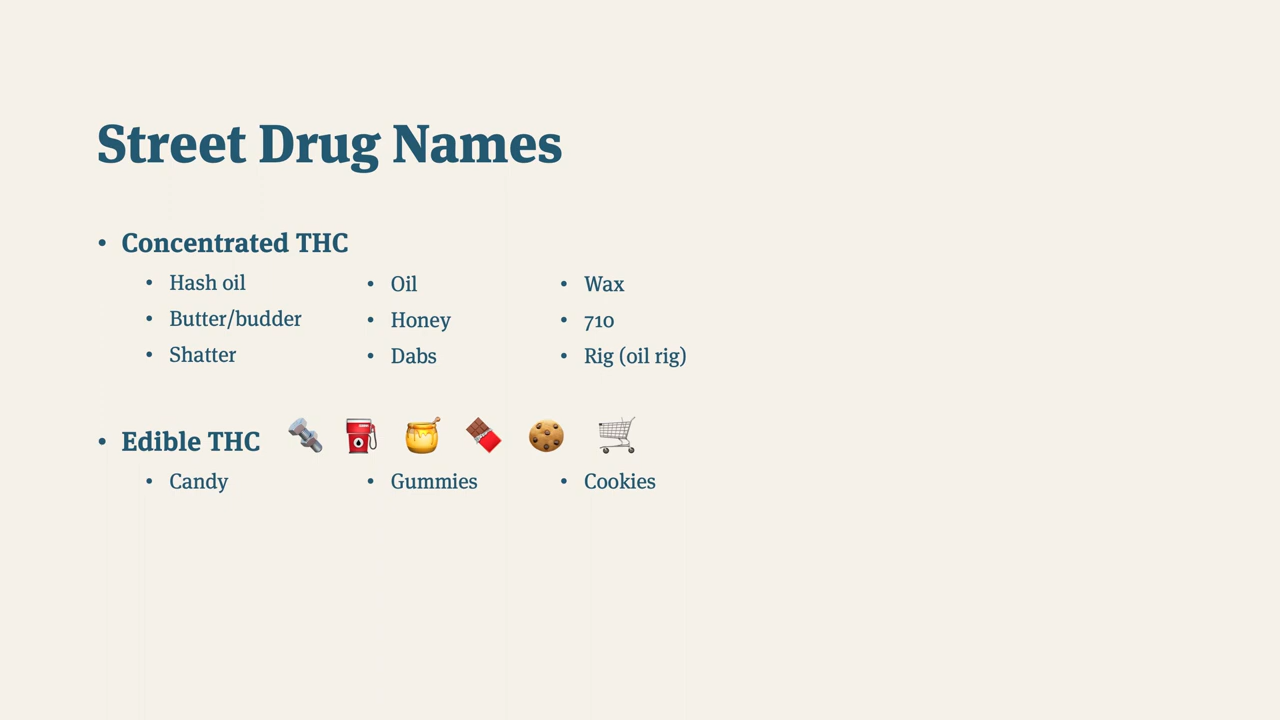 Street Drug Names
• Concentrated THC
• Hash oil • Oil • Wax
• Butter/budder • Honey • 710
• Shatter • Dabs • Rig (oil rig)
• Edible THC 🔩 ⛽ 🍯 🍫 🍪 🛒
• Candy • Gummies • Cookies